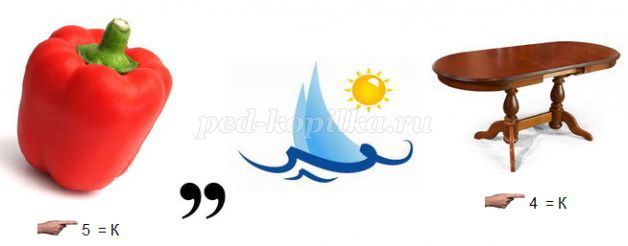 ped-kopilka.ru
,,
5 = К
4 = К